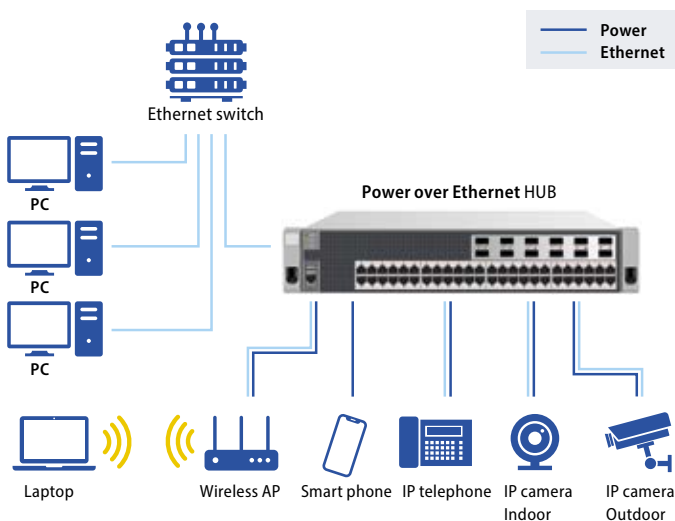 Power
Ethernet
Ethernet switch
PC
Power over Ethernet HUB
PC
PC
Laptop
Wireless AP
Smart phone
IP telephone
IP camera
Indoor
IP camera
Outdoor